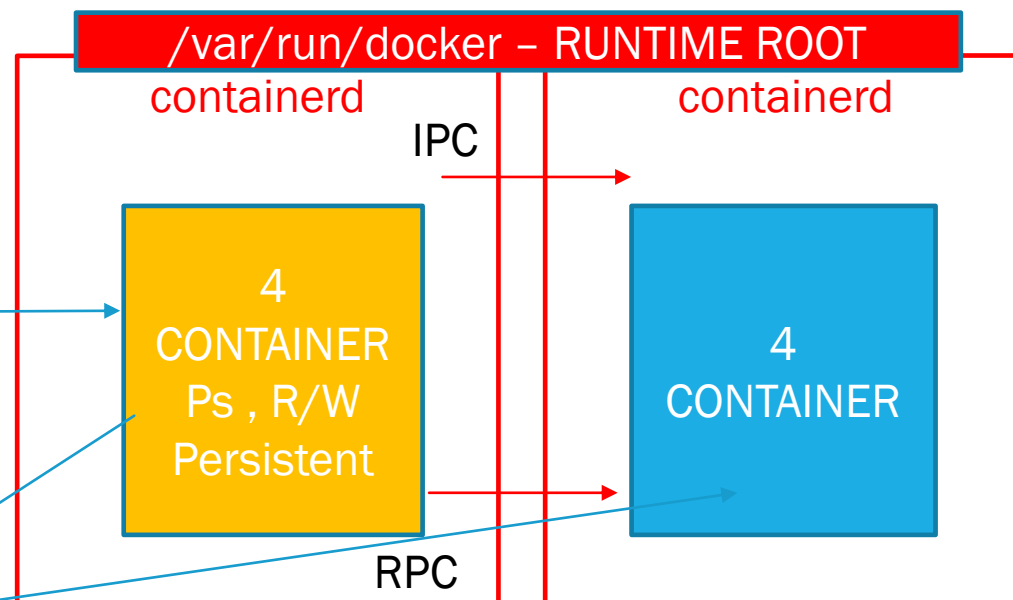 /var/run/docker – RUNTIME ROOT
containerd
containerd
IPC
4
CONTAINER
Ps , R/W
Persistent
4
CONTAINER
RPC